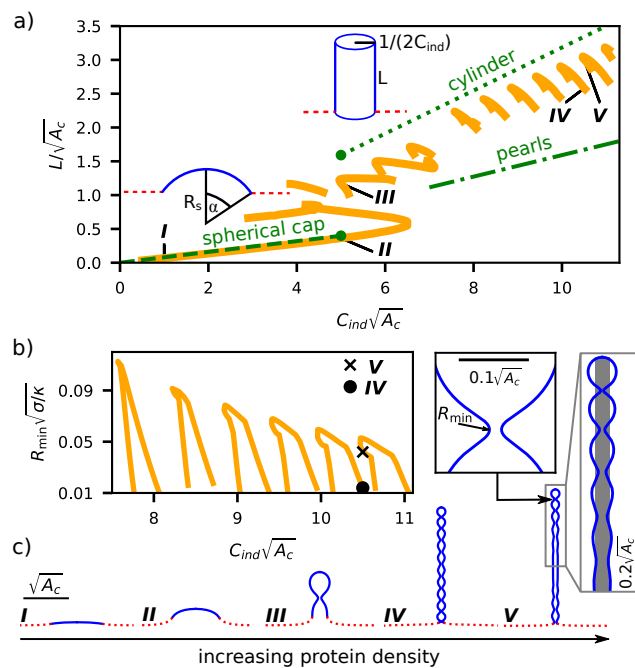 a)
3.5
3.0
2.5
2.0
1.5
1.0
0.5
0.0
L/√A_c
1/(2C_ind)
L
cylinder
IV
V
pearls
III
R_s
α
I
spherical cap
II
0
2
4
6
8
10
C_ind√A_c
b)
0.09
0.05
0.01
R_min√σ/κ
V
IV
8
9
10
11
C_ind√A_c
0.1√A_c
R_min
0.2√A_c
c)
√A_c
I
II
III
IV
V
increasing protein density